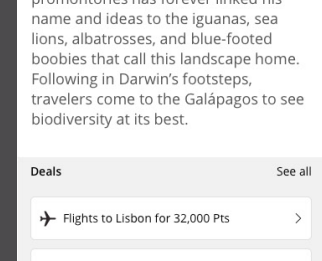 promontories has forever linked his
name and ideas to the iguanas, sea
lions, albatrosses, and blue-footed
boobies that call this landscape home.
Following in Darwin's footsteps,
travelers come to the Galápagos to see
biodiversity at its best.
Deals See all
Flights to Lisbon for 32,000 Pts